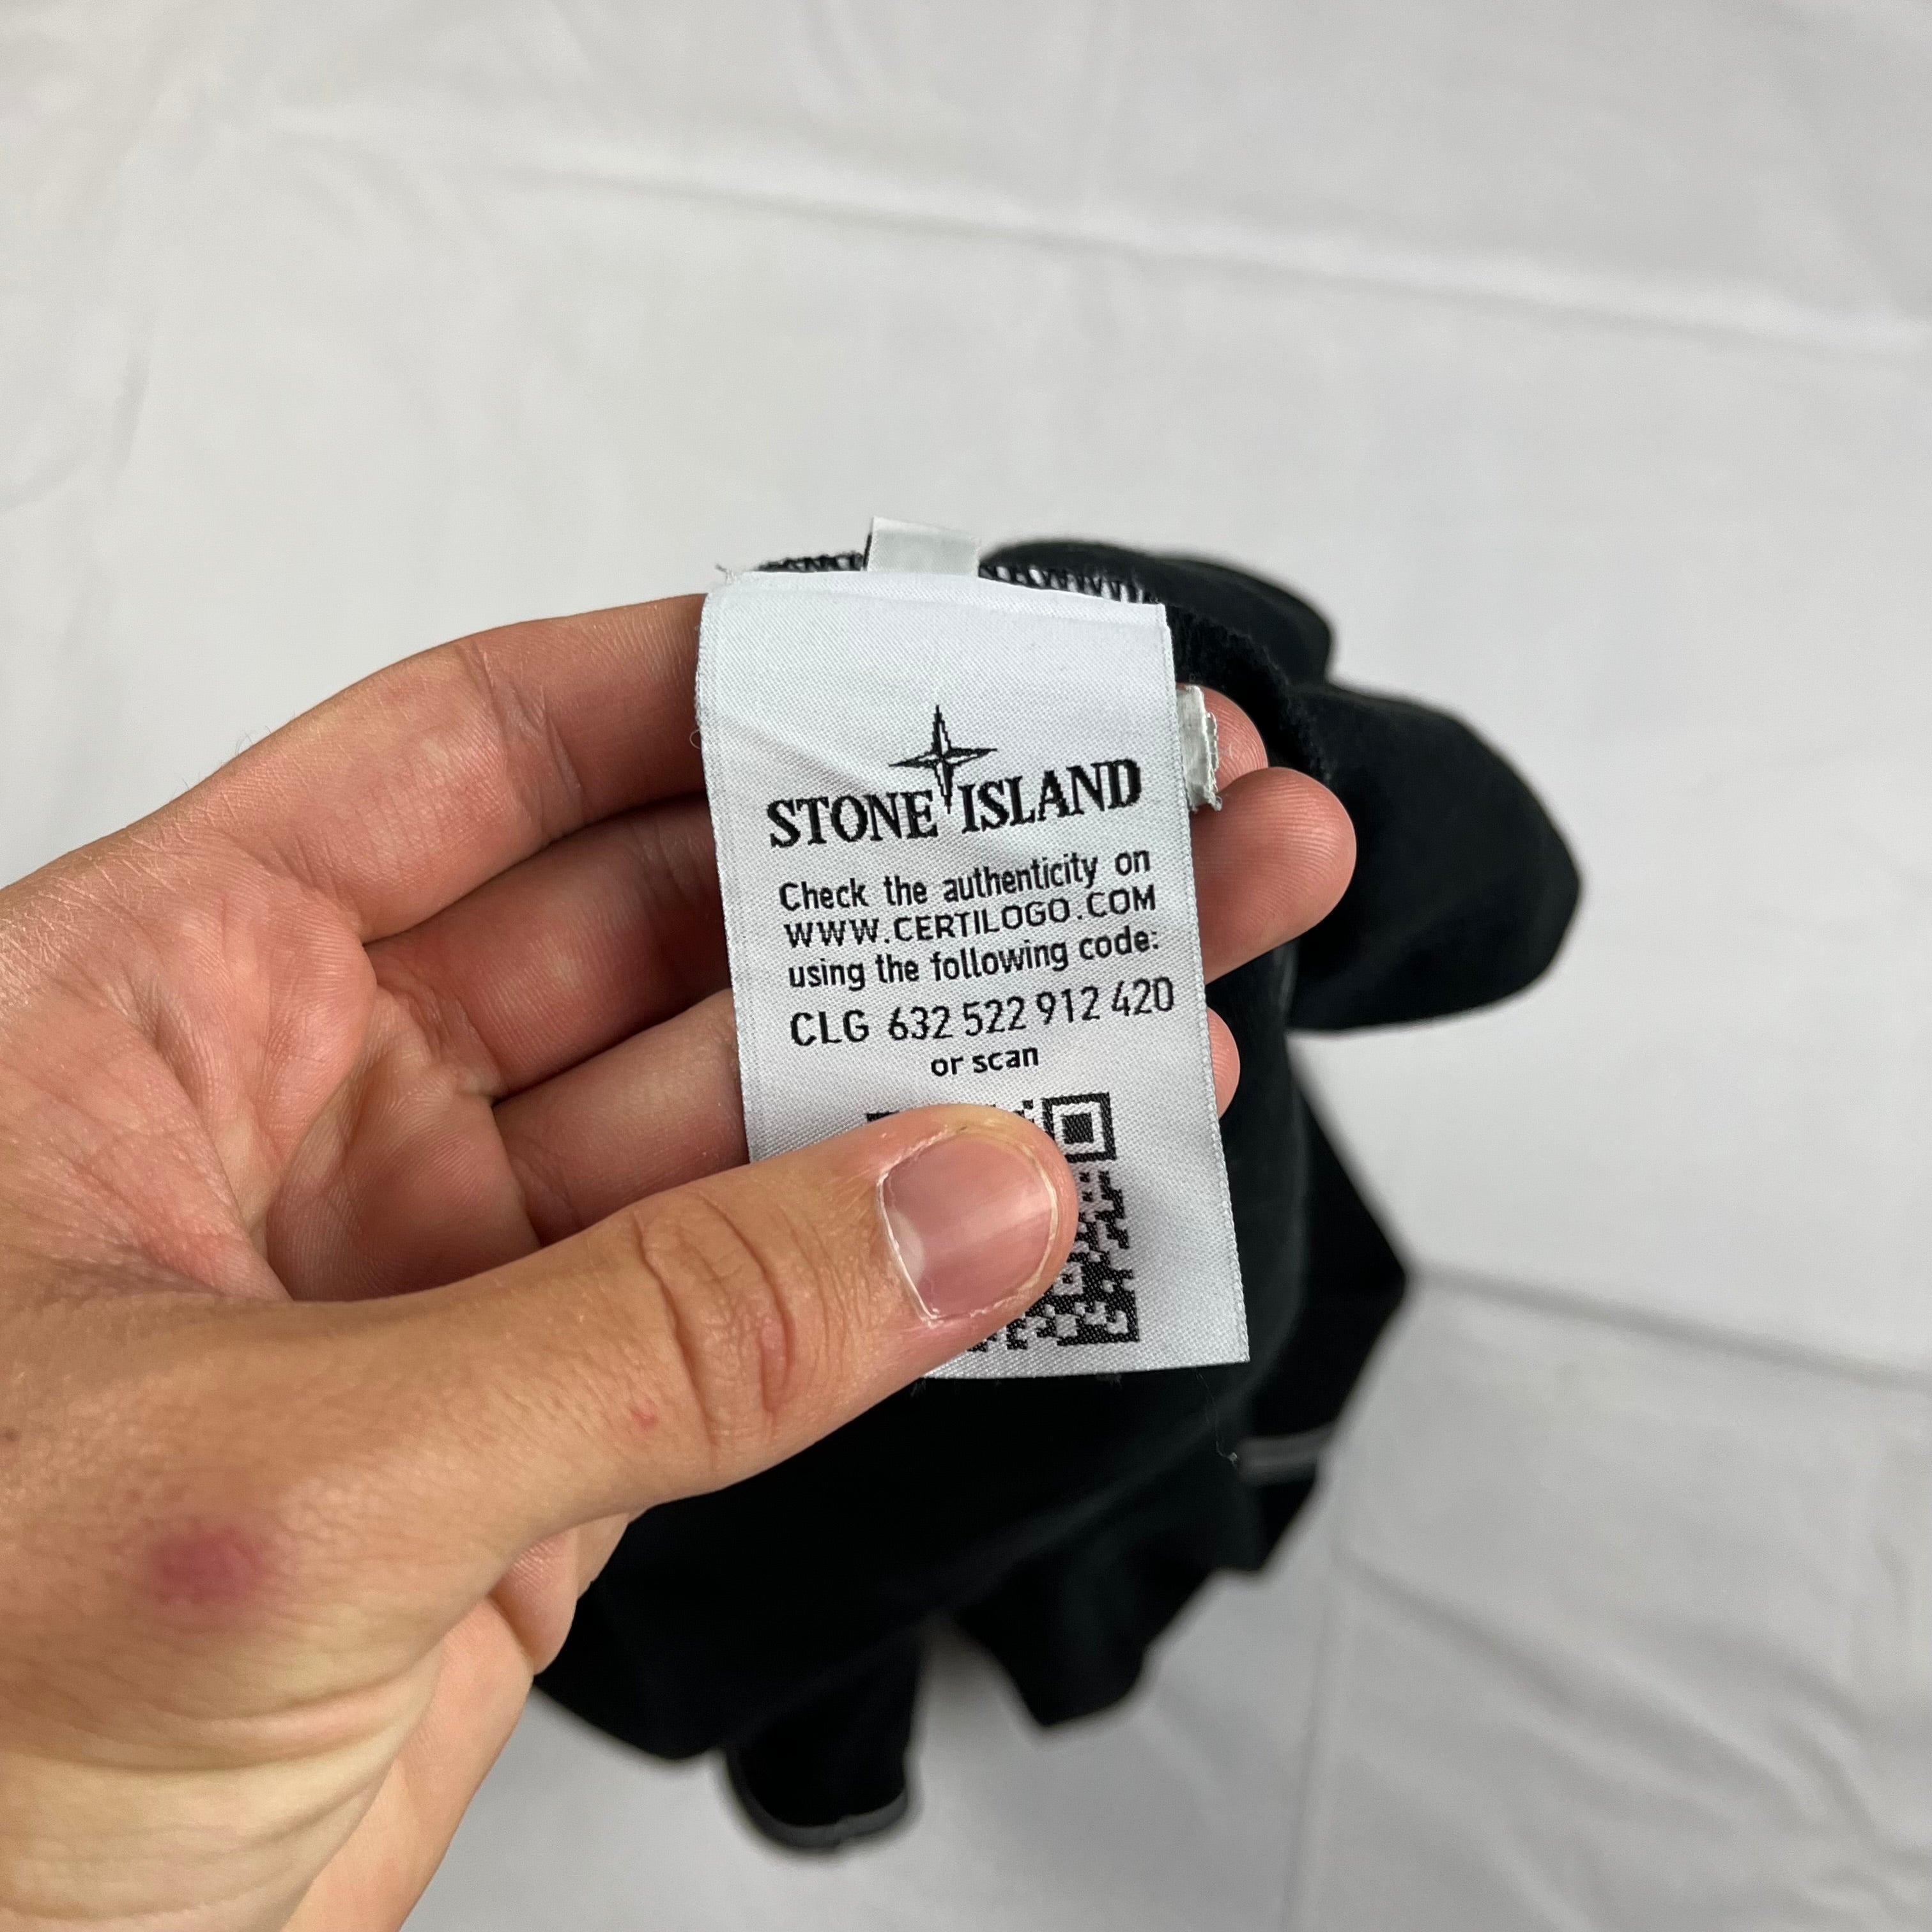 STONE ISLAND
Check the authenticity on
WWW.CERTILOGO.COM
using the following code:
CLG 632 522 912 420
or scan